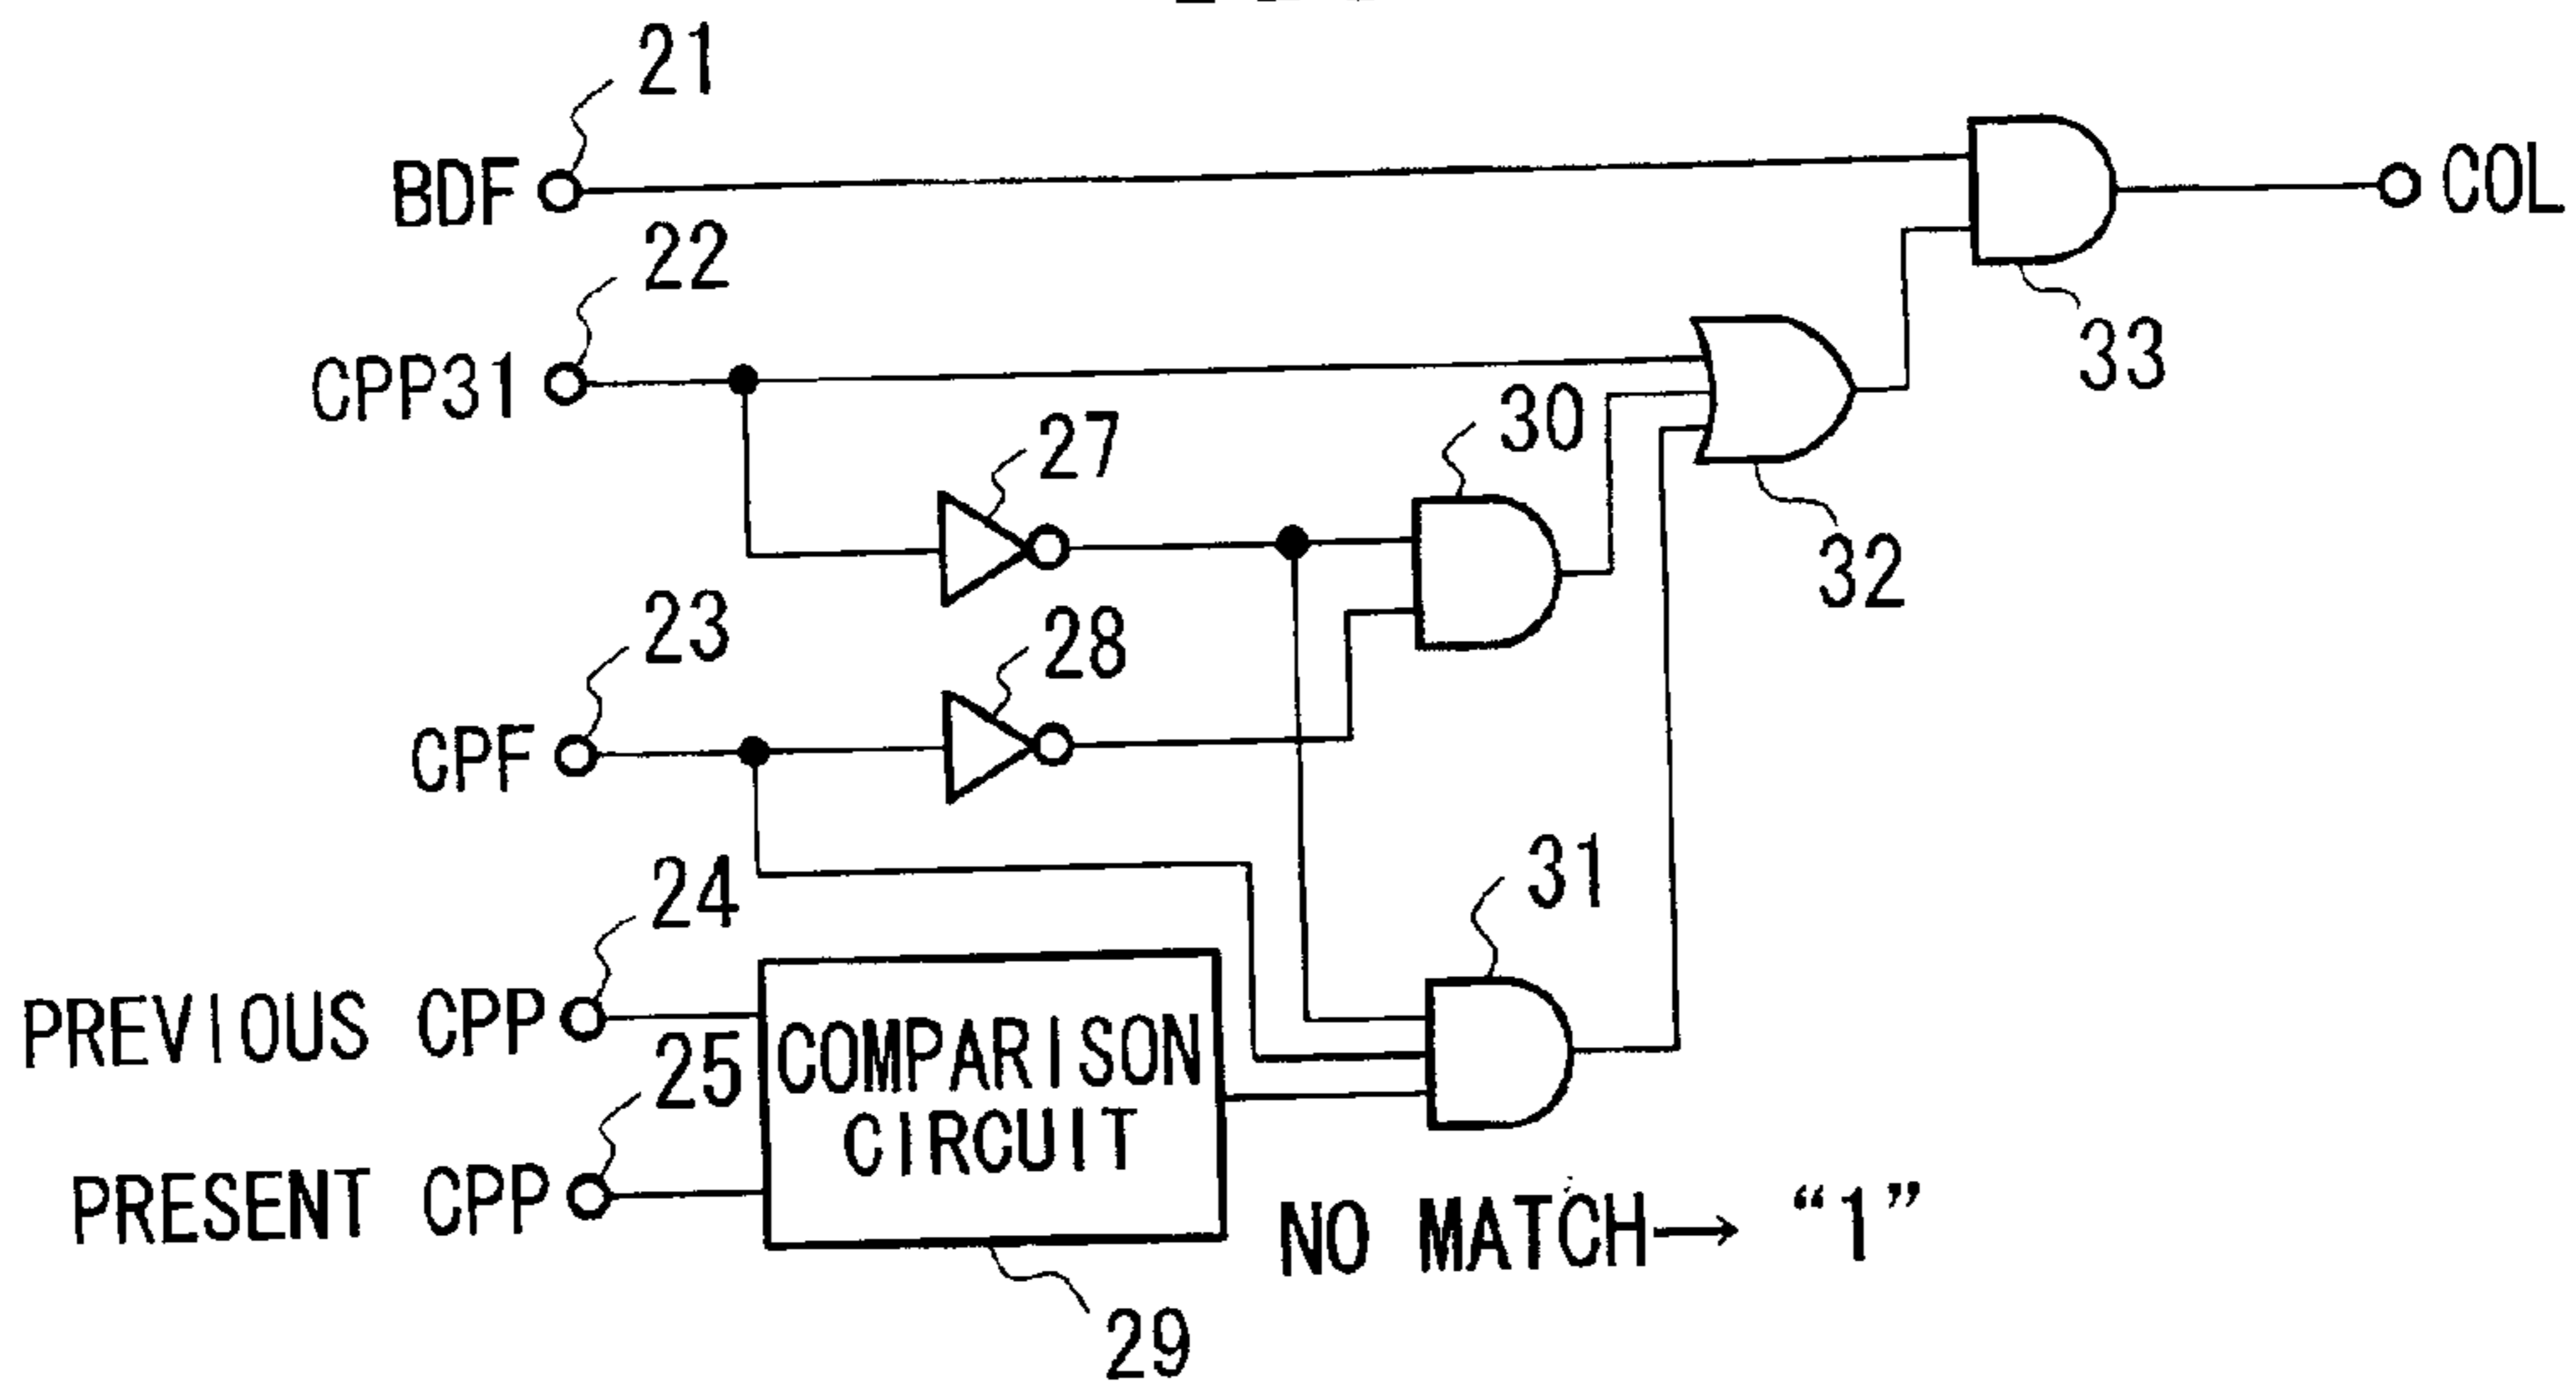 21
BDF
COL
22
CPP31
33
30
27
32
23
28
CPF
24
31
PREVIOUS CPP
25
COMPARISON
CIRCUIT
PRESENT CPP
NO MATCH→ “1”
29